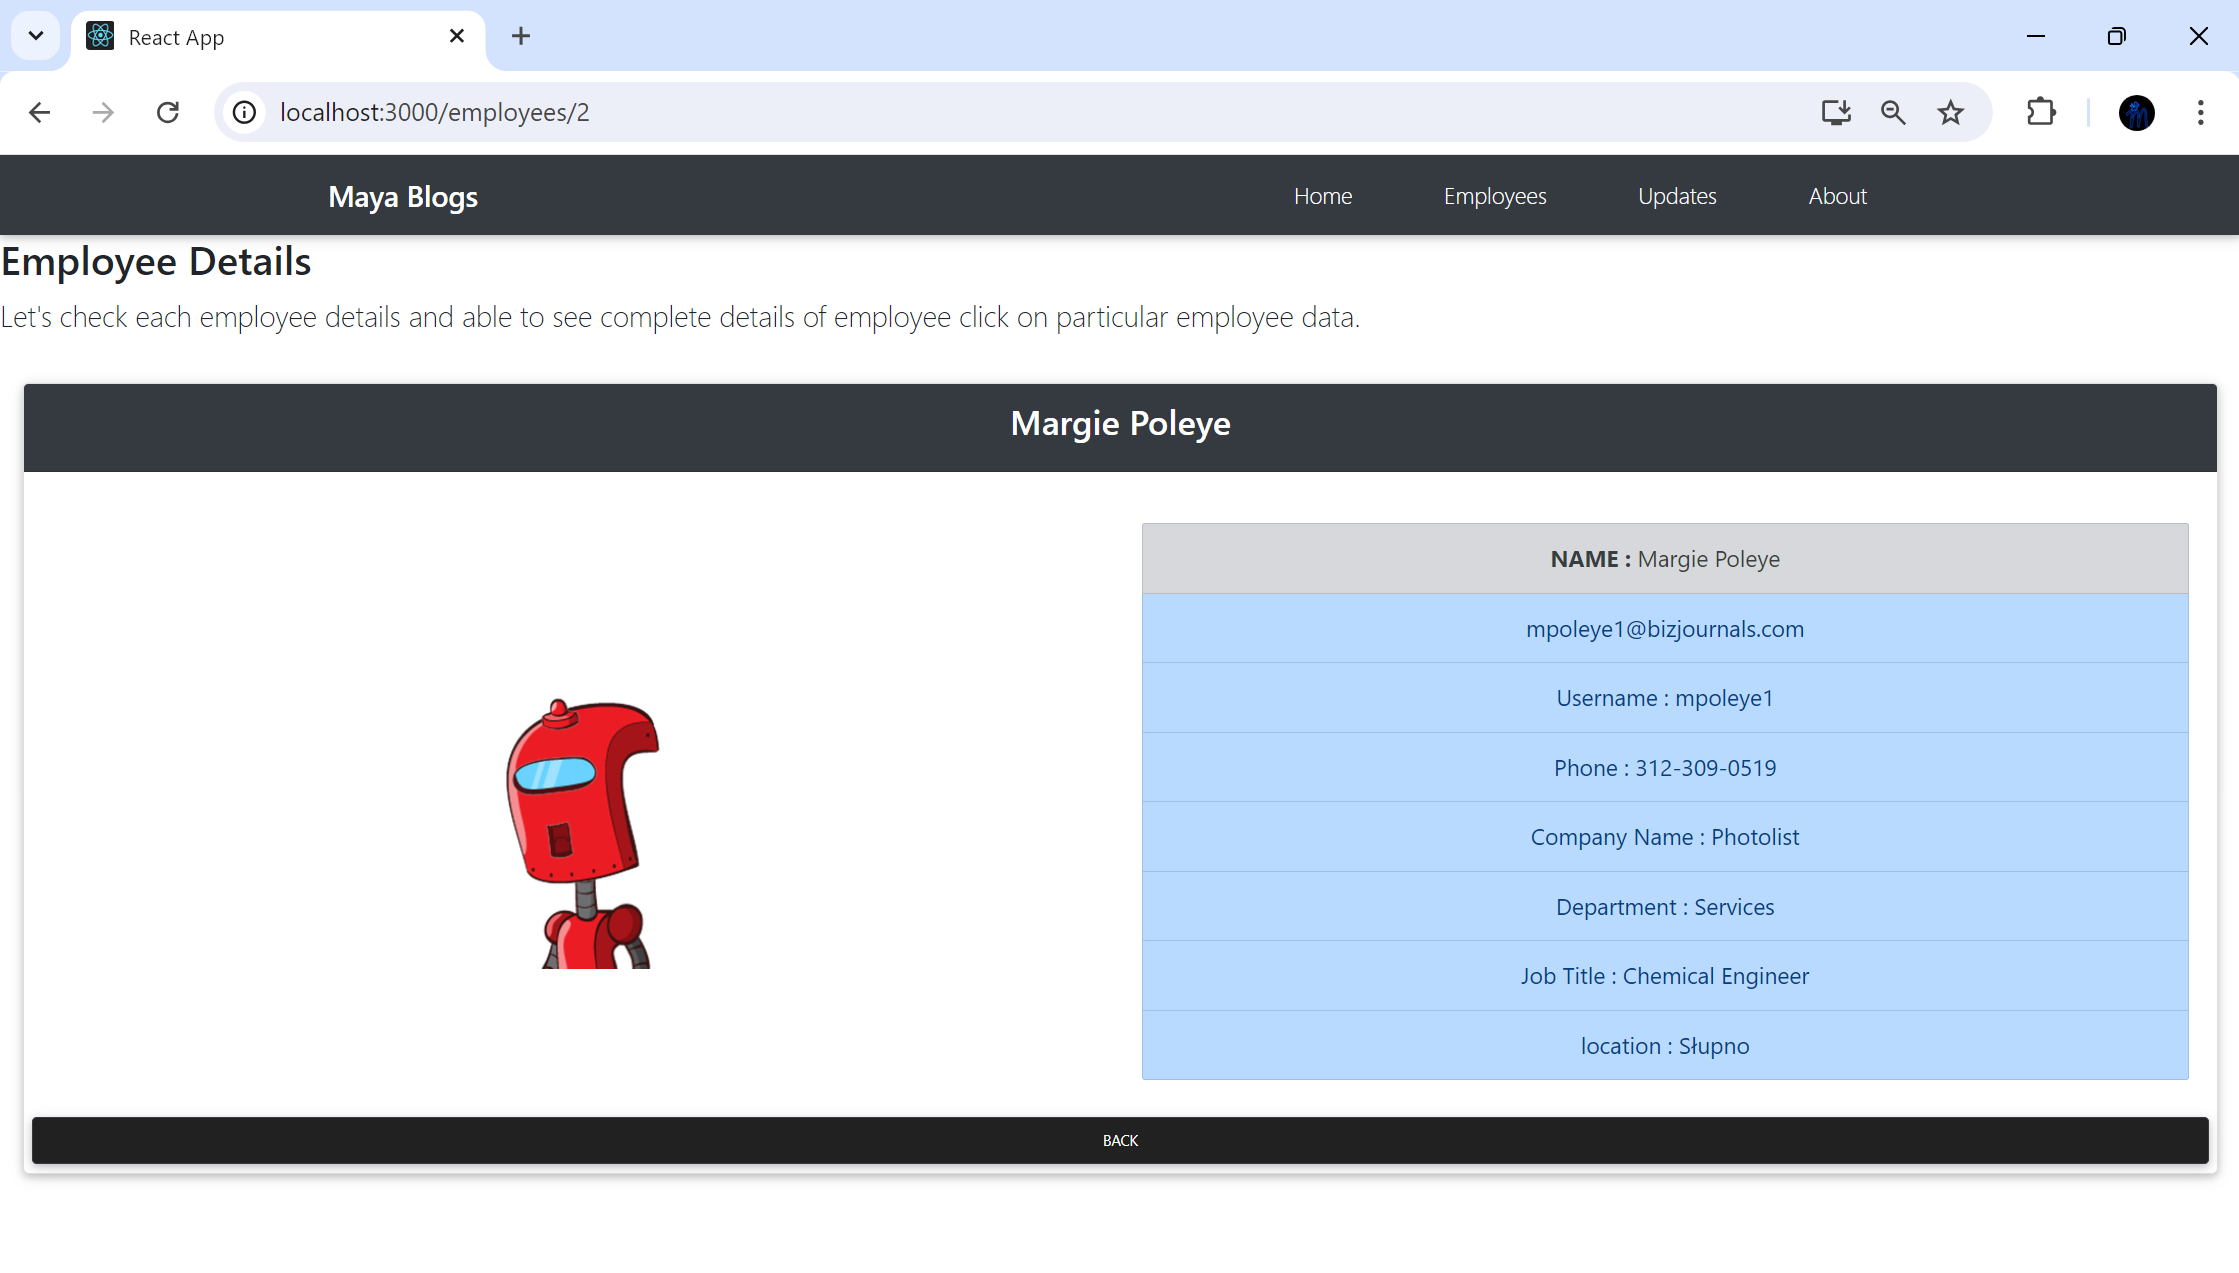 React App
localhost:3000/employees/2
Maya Blogs
Home Employees Updates About
Employee Details
Let's check each employee details and able to see complete details of employee click on particular employee data.
Margie Poleye
NAME : Margie Poleye
mpoleye1@bizjournals.com
Username : mpoleye1
Phone : 312-309-0519
Company Name : Photolist
Department : Services
Job Title : Chemical Engineer
location : Słupno
BACK